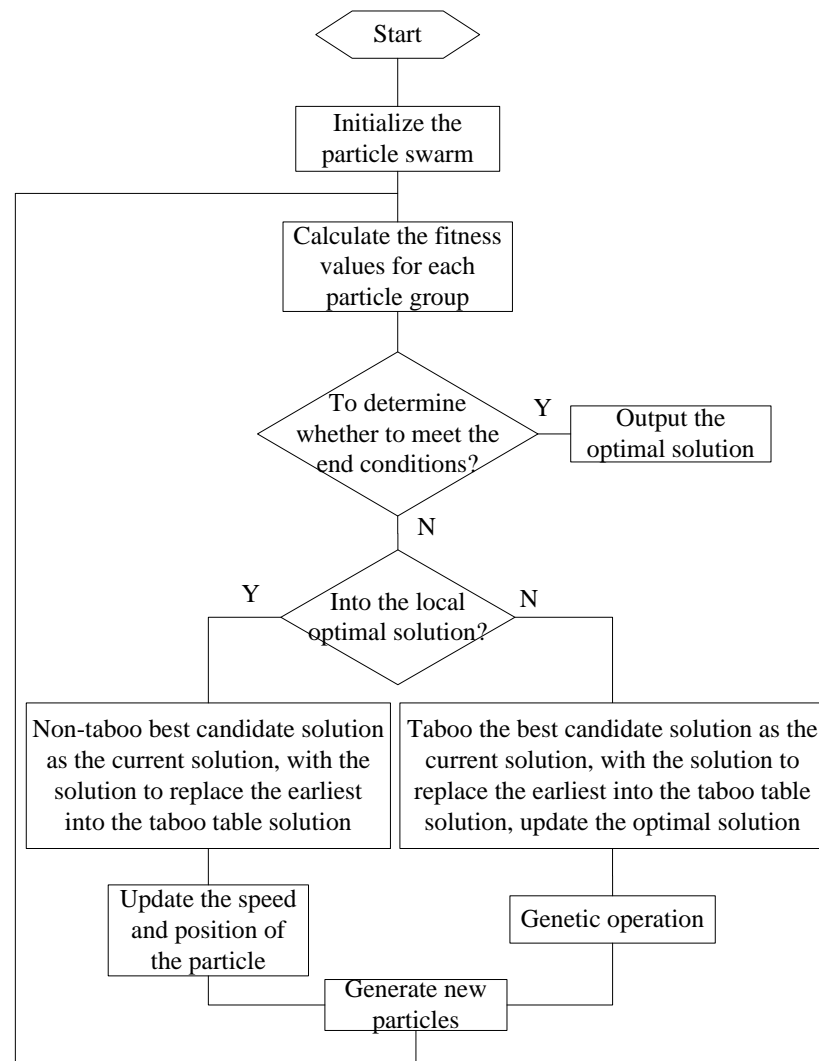 Start
Initialize the
particle swarm
Calculate the fitness
values for each
particle group
To determine
whether to meet the
end conditions?
Y
Output the
optimal solution
N
Into the local
optimal solution?
Y
N
Non-taboo best candidate solution
as the current solution, with the
solution to replace the earliest
into the taboo table solution
Taboo the best candidate solution as the
current solution, with the solution to
replace the earliest into the taboo table
solution, update the optimal solution
Update the speed
and position of
the particle
Genetic operation
Generate new
particles